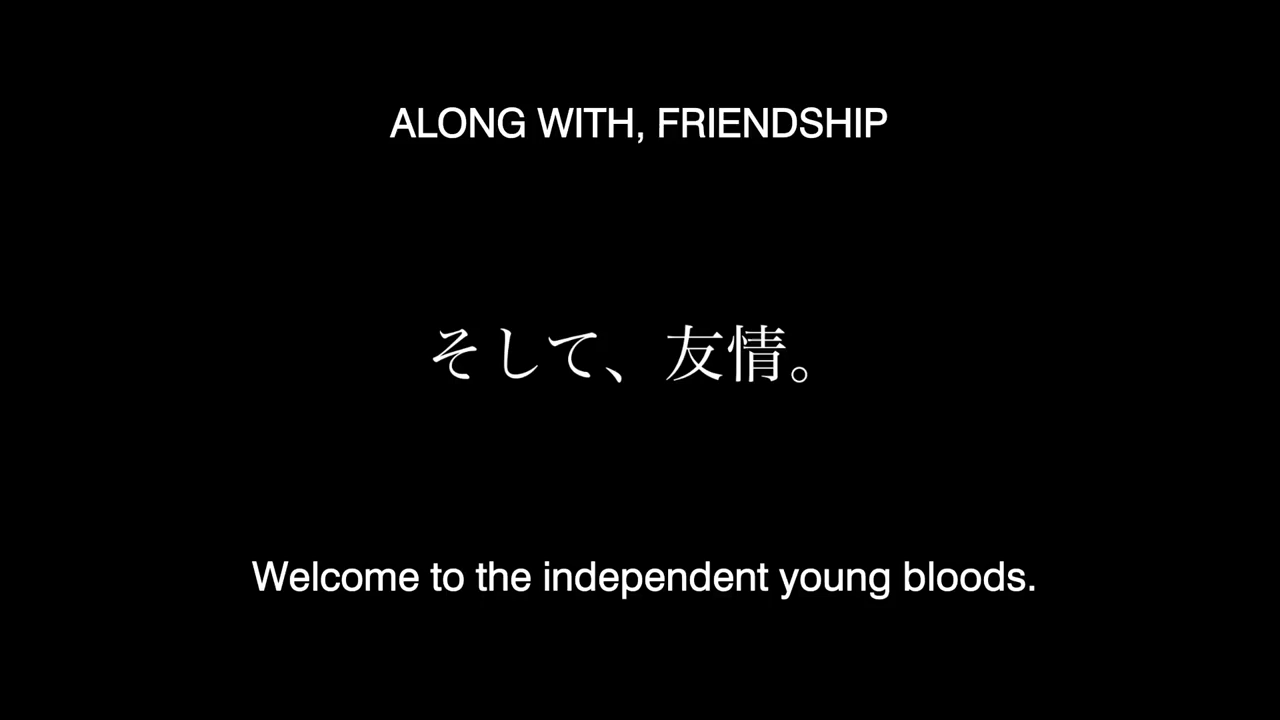 ALONG WITH, FRIENDSHIP
そして、友情。
Welcome to the independent young bloods.